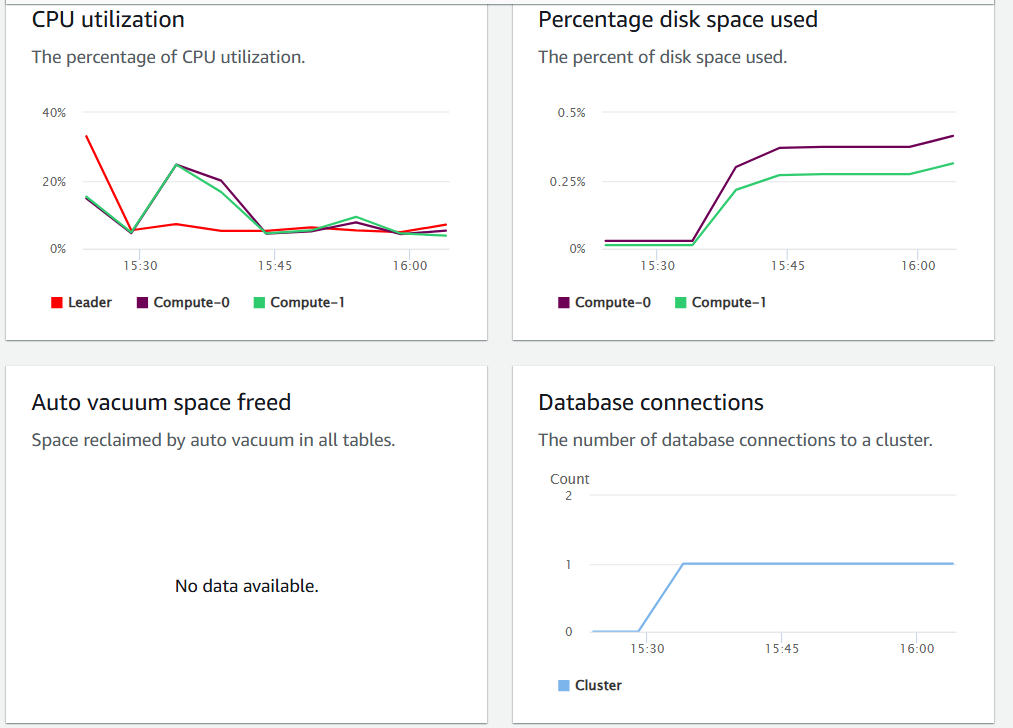 CPU utilization
The percentage of CPU utilization.
40%
20%
0%
15:30 15:45 16:00
Leader Compute-0 Compute-1
Percentage disk space used
The percent of disk space used.
0.5%
0.25%
0%
15:30 15:45 16:00
Compute-0 Compute-1
Auto vacuum space freed
Space reclaimed by auto vacuum in all tables.
No data available.
Database connections
The number of database connections to a cluster.
Count
2
1
0
15:30 15:45 16:00
Cluster